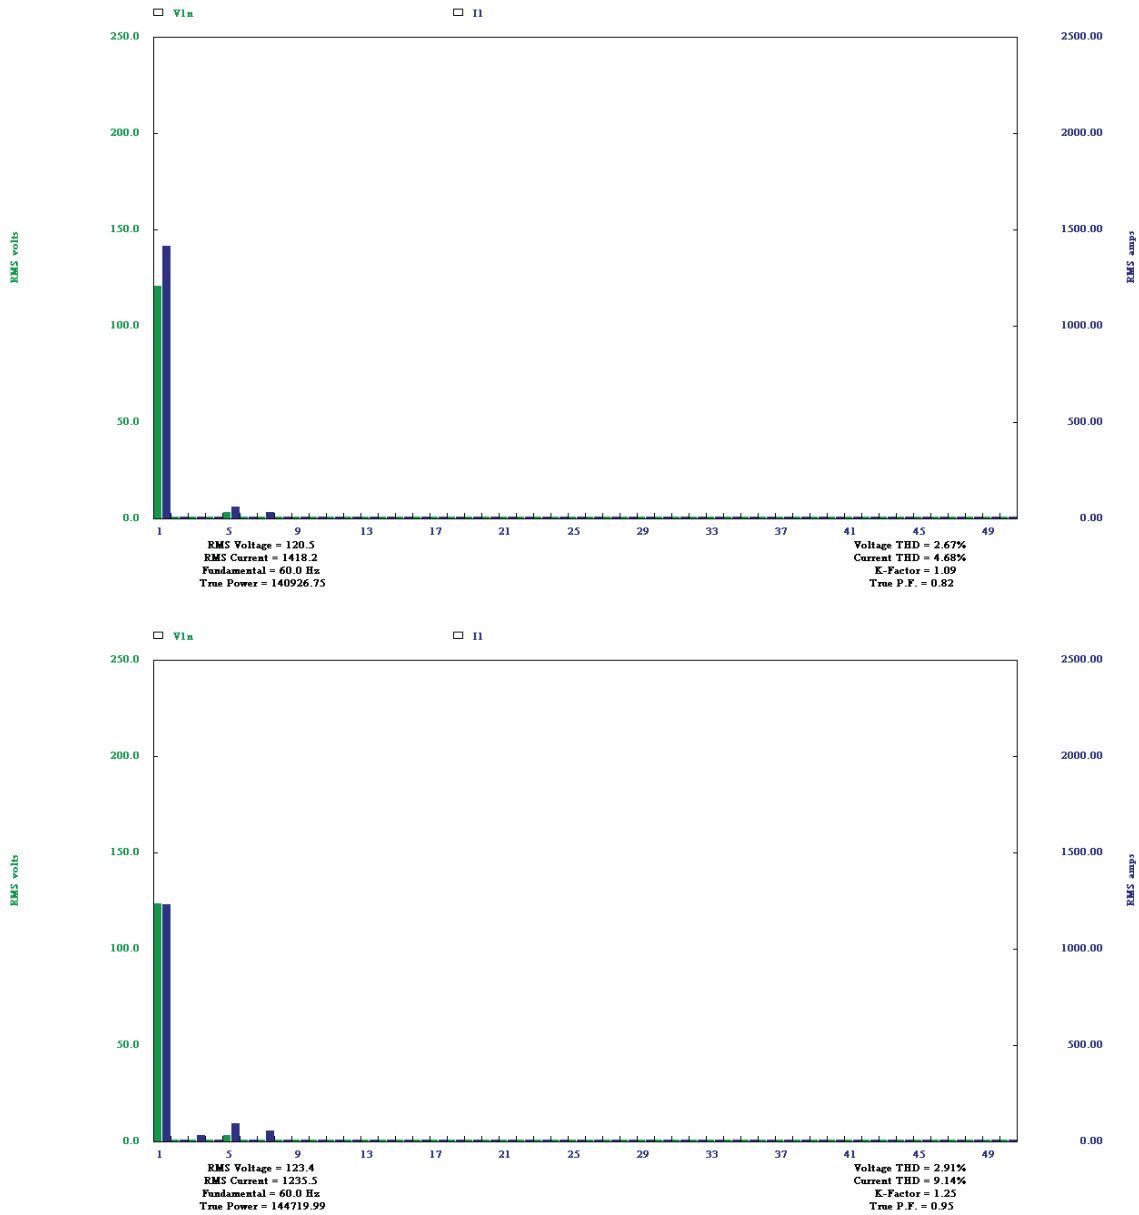 V1n I1
250.0 2500.00
200.0 2000.00
150.0 1500.00
RMS volts RMS amps
100.0 1000.00
50.0 500.00
0.0 0.00
1 5 9 13 17 21 25 29 33 37 41 45 49
RMS Voltage = 120.5 Voltage THD = 2.67%
RMS Current = 1418.2 Current THD = 4.68%
Fundamental = 60.0 Hz K-Factor = 1.09
True Power = 140926.75 True P.F. = 0.82
V1n I1
250.0 2500.00
200.0 2000.00
150.0 1500.00
RMS volts RMS amps
100.0 1000.00
50.0 500.00
0.0 0.00
1 5 9 13 17 21 25 29 33 37 41 45 49
RMS Voltage = 123.4 Voltage THD = 2.91%
RMS Current = 1235.5 Current THD = 9.14%
Fundamental = 60.0 Hz K-Factor = 1.25
True Power = 144719.99 True P.F. = 0.95